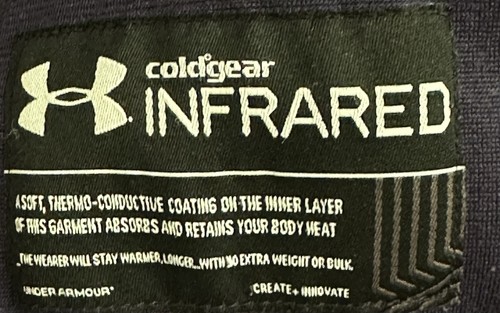 coldgear
INFRARED
A SOFT, THERMO-CONDUCTIVE COATING ON THE INNER LAYER
OF THIS GARMENT ABSORBS AND RETAINS YOUR BODY HEAT
...THE WEARER WILL STAY WARMER, LONGER...WITH NO EXTRA WEIGHT OR BULK.
UNDER ARMOUR®
CREATE + INNOVATE